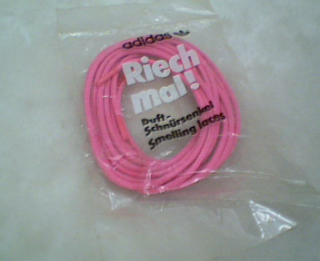 adidas
Riech
mal!
Duft-
Schnürsenkel
Smelling laces